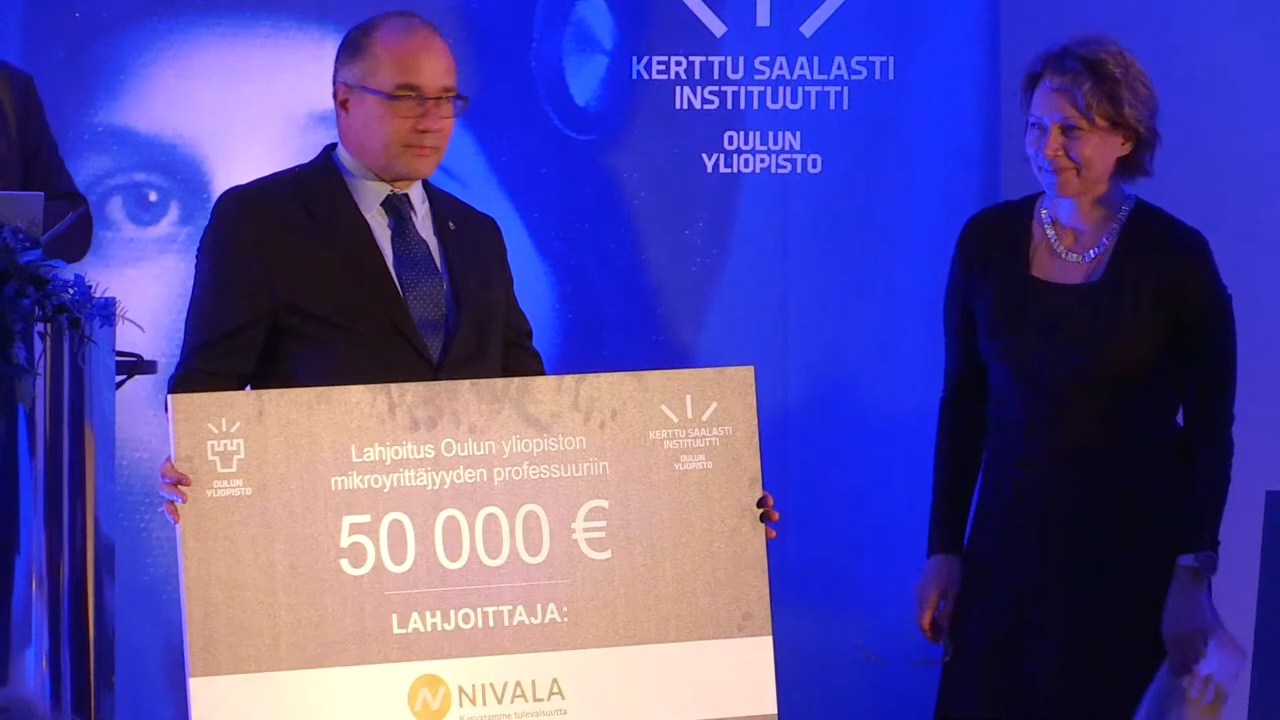 KERTTU SAALASTI
INSTITUUTTI
OULUN
YLIOPISTO
OULUN
YLIOPISTO
KERTTU SAALASTI
INSTITUUTTI
OULUN
YLIOPISTO
Lahjoitus Oulun yliopiston
mikroyrittäjyyden professuuriin
50 000 €
LAHJOITTAJA:
N NIVALA
Kasvatamme tulevaisuutta